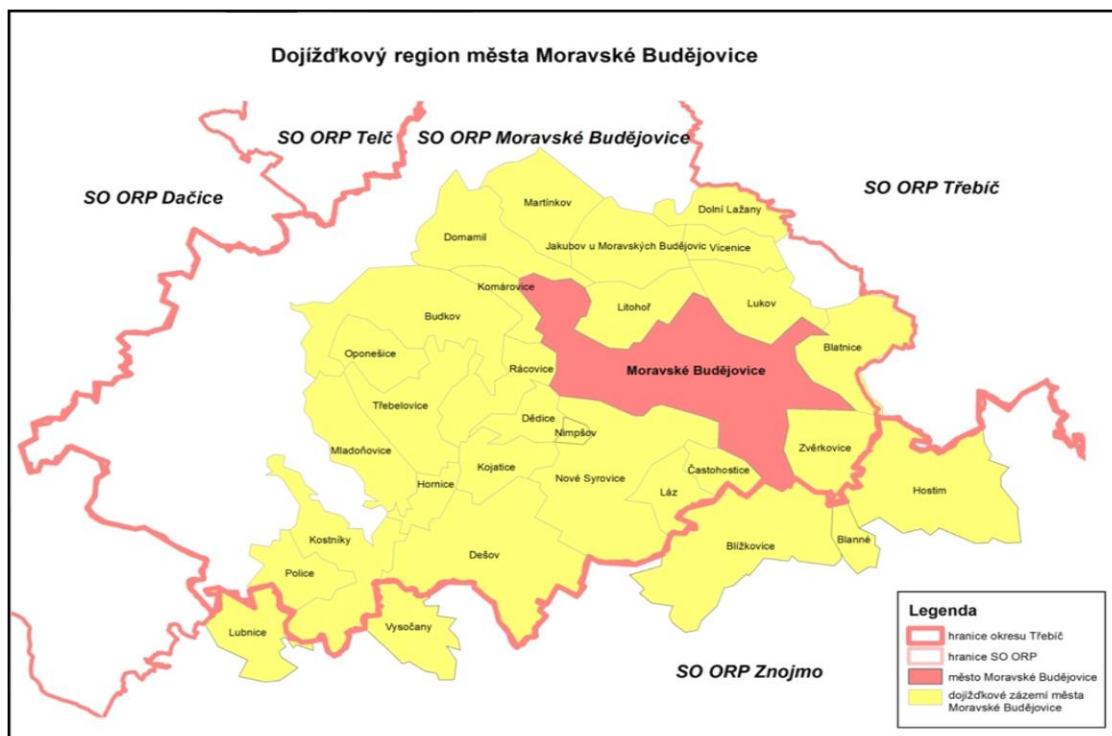 Dojížďkový region města Moravské Budějovice
SO ORP Telč
SO ORP Moravské Budějovice
SO ORP Dačice
SO ORP Třebíč
Martínkov
Dolní Lažany
Domamil
Jakubov u Moravských Budějovic
Vícenice
Komárovice
Litohoř
Lukov
Budkov
Blatnice
Oponešice
Rácovice
Moravské Budějovice
Třebelovice
Dědice
Nimpšov
Mladoňovice
Zvěrkovice
Kojatice
Častohostice
Hornice
Nové Syrovice
Láz
Hostim
Kostníky
Dešov
Blížkovice
Blanné
Police
Lubnice
Vysočany
SO ORP Znojmo
Legenda
hranice okresu Třebíč
hranice SO ORP
město Moravské Budějovice
dojížďkové zázemí města
Moravské Budějovice